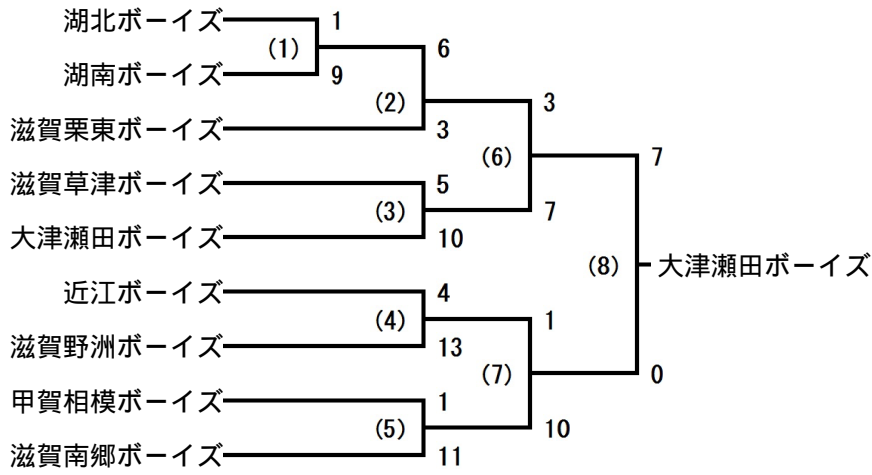 湖北ボーイズ 1
(1) 6
湖南ボーイズ 9
(2) 3
滋賀栗東ボーイズ 3
(6) 7
滋賀草津ボーイズ 5
(3) 7
大津瀬田ボーイズ 10
(8) 大津瀬田ボーイズ
近江ボーイズ 4
(4) 1
滋賀野洲ボーイズ 13
(7) 0
甲賀相模ボーイズ 1
(5) 10
滋賀南郷ボーイズ 11